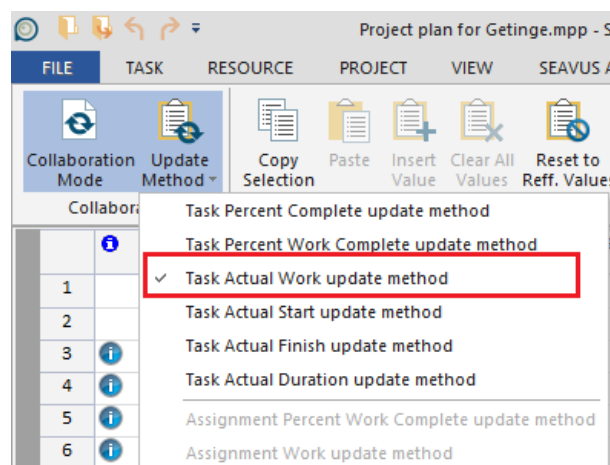 Project plan for Getinge.mpp - S
FILE TASK RESOURCE PROJECT VIEW SEAVUS A
Collaboration Mode
Update Method
Copy Selection
Paste
Insert Value
Clear All Values
Reset to Reff. Values
Collabora
Task Percent Complete update method
Task Percent Work Complete update method
1 Task Actual Work update method
2 Task Actual Start update method
3 Task Actual Finish update method
4 Task Actual Duration update method
5 Assignment Percent Work Complete update method
6 Assignment Work update method